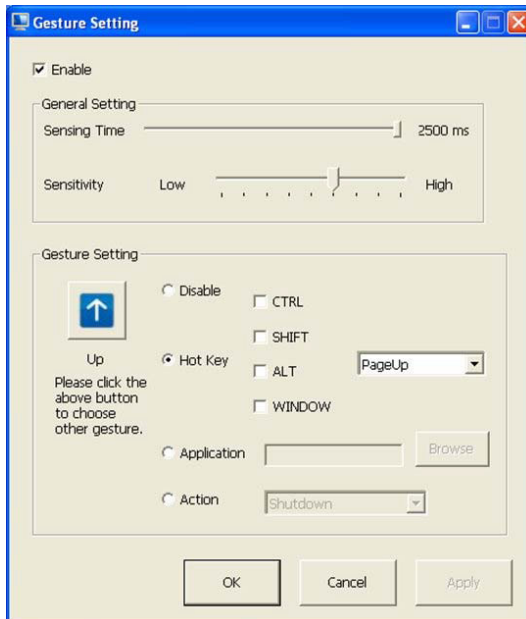 Gesture Setting
Enable
General Setting
Sensing Time 2500 ms
Sensitivity Low High
Gesture Setting
Disable
CTRL
SHIFT
Up
Hot Key
ALT
PageUp
WINDOW
Please click the
above button
to choose
other gesture.
Application Browse
Action Shutdown
OK Cancel Apply